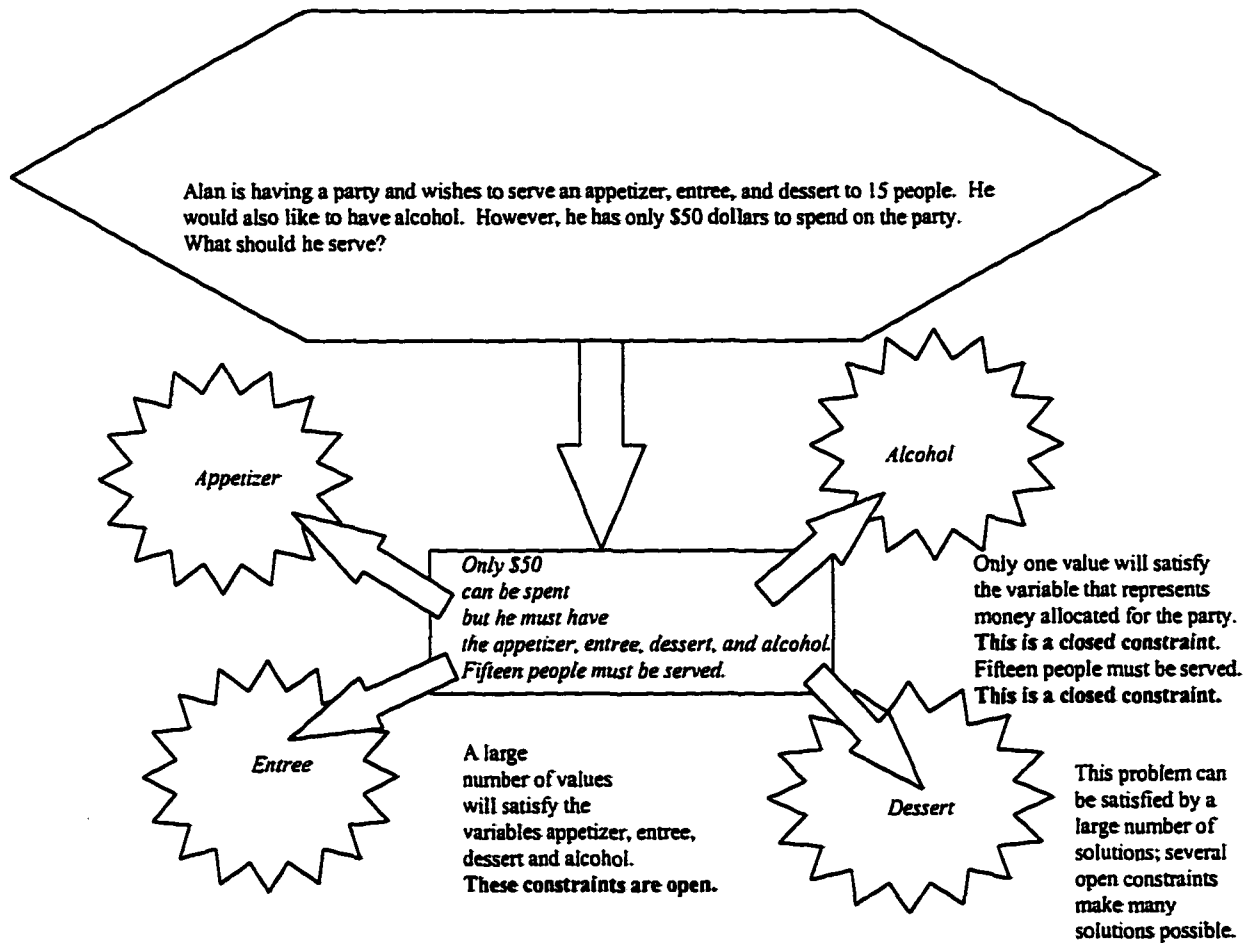 Alan is having a party and wishes to serve an appetizer, entree, and dessert to 15 people. He
would also like to have alcohol. However, he has only $50 dollars to spend on the party.
What should he serve?
Appetizer
Alcohol
Only $50
can be spent
but he must have
the appetizer, entree, dessert, and alcohol.
Fifteen people must be served.
Only one value will satisfy
the variable that represents
money allocated for the party.
This is a closed constraint.
Fifteen people must be served.
This is a closed constraint.
Entree
A large
number of values
will satisfy the
variables appetizer, entree,
dessert and alcohol.
These constraints are open.
Dessert
This problem can
be satisfied by a
large number of
solutions; several
open constraints
make many
solutions possible.